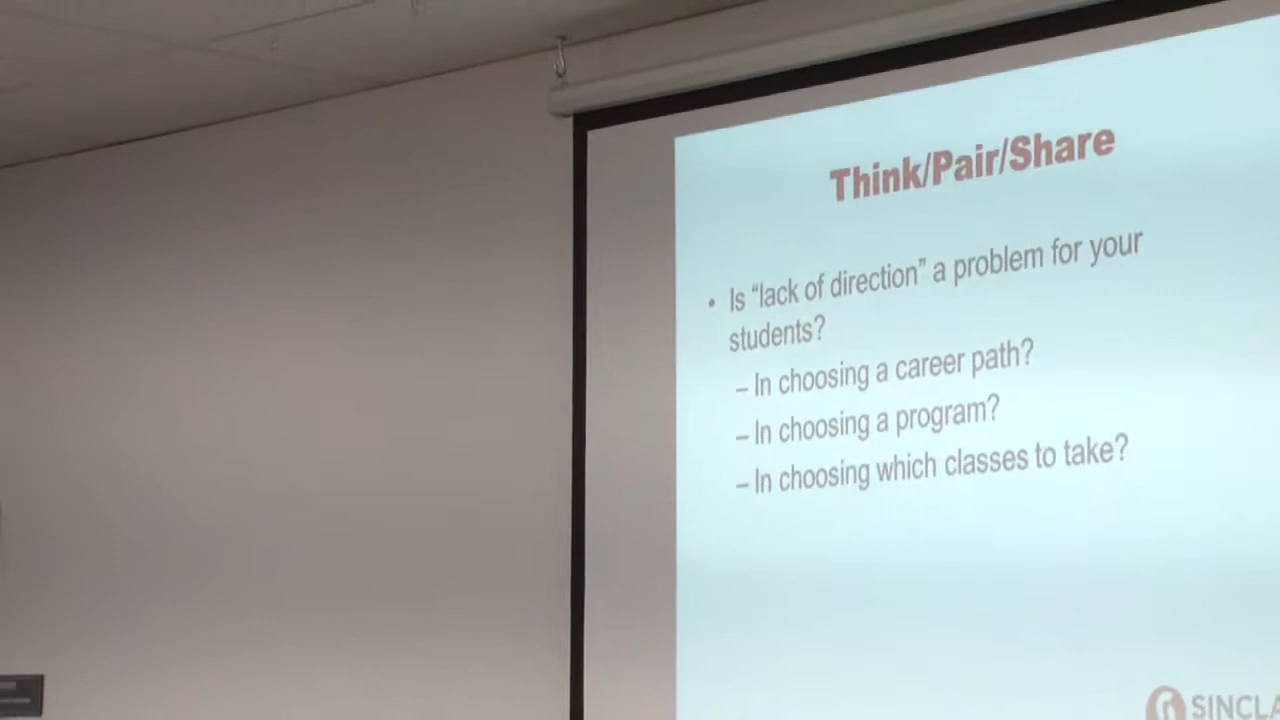 Think/Pair/Share
• Is “lack of direction” a problem for your
students?
– In choosing a career path?
– In choosing a program?
– In choosing which classes to take?
SINCLA